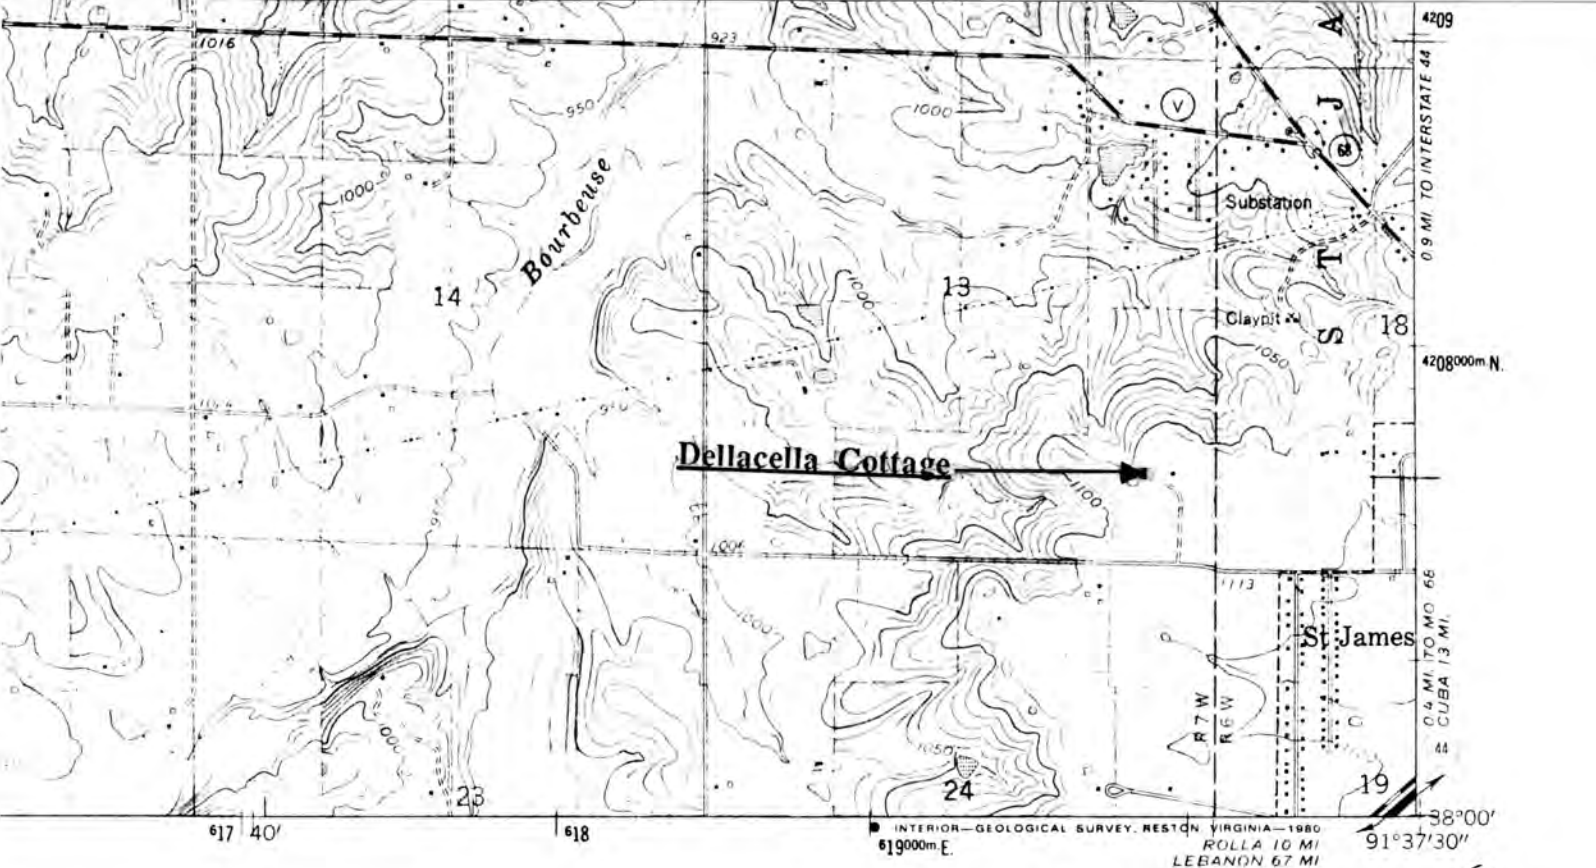 4209
A
1016
923
950
1000
V
J
68
0.9 MI. TO INTERSTATE 44
1000
Substation
Bourbeuse
T
14
13
1000
Claypit
S
18
1050
4208000m.N.
Dellacella Cottage
1100
1006
1113
St James
0.4 MI. TO MO. 68
CUBA 13 MI.
1000
R 7 W
R 6 W
1000
1050
44
23
24
19
38°00'
617
40'
618
INTERIOR—GEOLOGICAL SURVEY, RESTON, VIRGINIA—1980
619000m.E.
ROLLA 10 MI.
91°37'30"
LEBANON 67 MI.